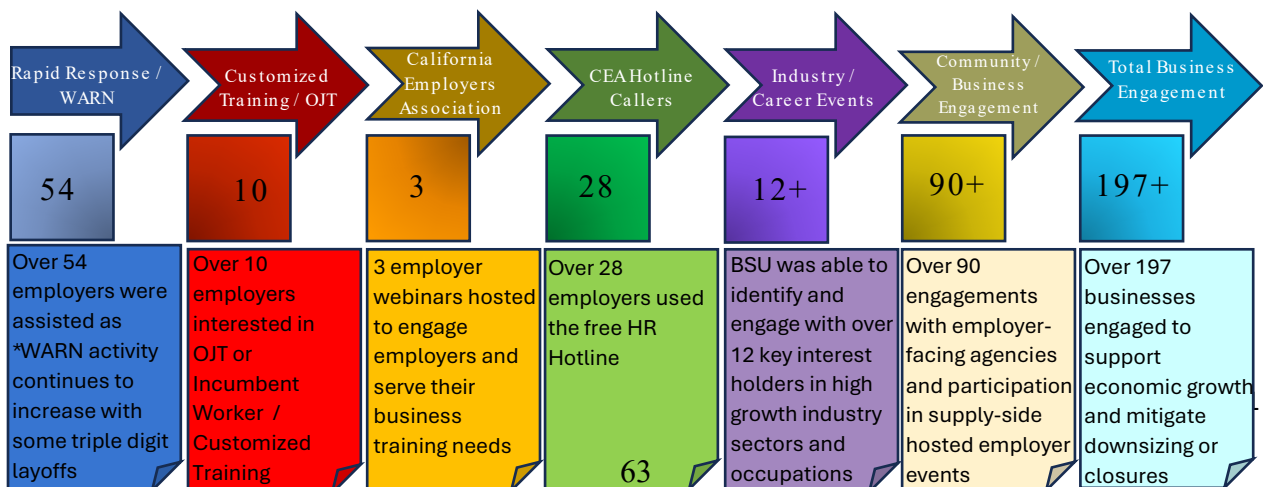 Rapid Response /
WARN
Customized
Training / OJT
California
Employers
Association
CEA Hotline
Callers
Industry /
Career Events
Community /
Business
Engagement
Total Business
Engagement
54
10
3
28
12+
90+
197+
Over 54
employers were
assisted as
*WARN activity
continues to
increase with
some triple digit
layoffs
Over 10
employers
interested in
OJT or
Incumbent
Worker /
Customized
Training
3 employer
webinars hosted
to engage
employers and
serve their
business
training needs
Over 28
employers used
the free HR
Hotline
63
BSU was able to
identify and
engage with over
12 key interest
holders in high
growth industry
sectors and
occupations
Over 90
engagements
with employer-
facing agencies
and participation
in supply-side
hosted employer
events
Over 197
businesses
engaged to
support
economic growth
and mitigate
downsizing or
closures